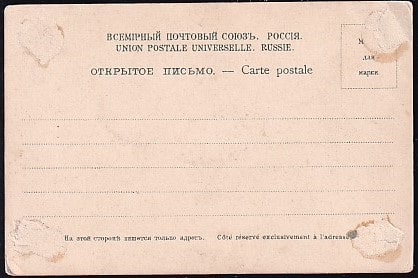 ВСЕМІРНЫЙ ПОЧТОВЫЙ СОЮЗЪ. РОССІЯ.
UNION POSTALE UNIVERSELLE. RUSSIE.
ОТКРЫТОЕ ПИСЬМО. — Carte postale
для
марки
На этой сторонѣ пишется только адресъ. Côté réservé exclusivement à l'adresse